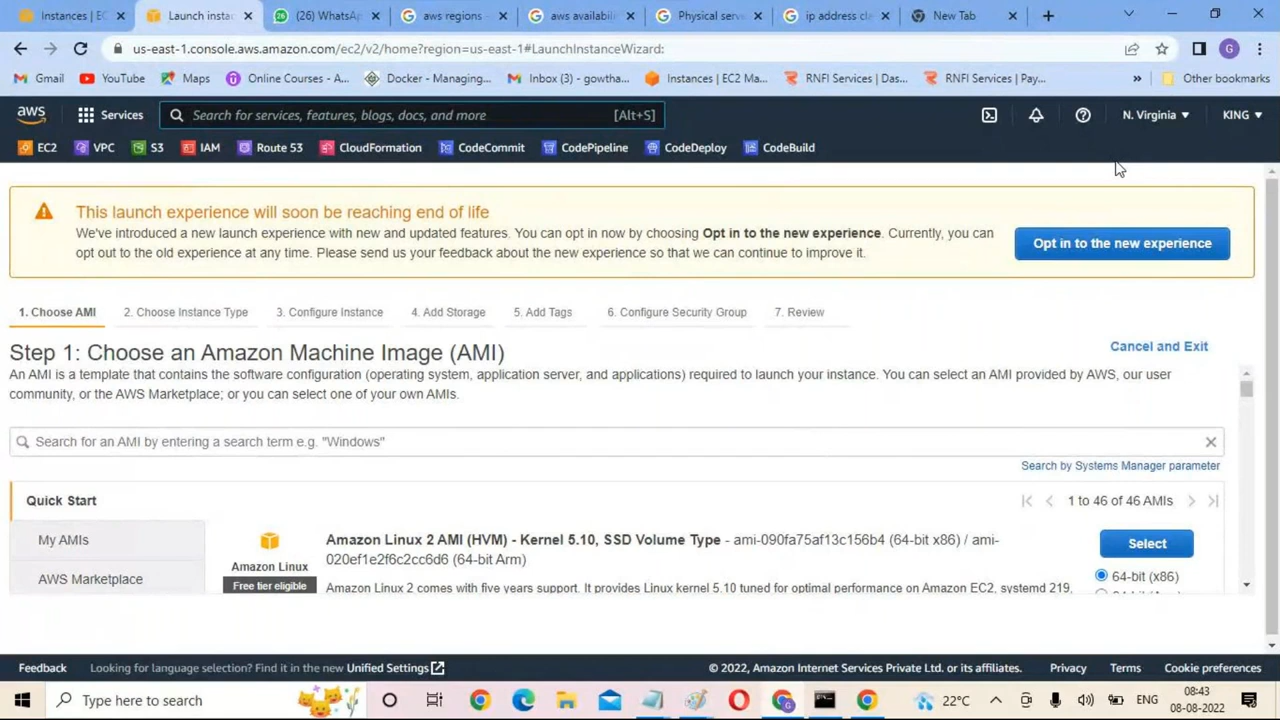 Instances | EC
Launch instan
(26) WhatsAp
aws regions -
aws availabili
Physical serve
ip address cla
New Tab
us-east-1.console.aws.amazon.com/ec2/v2/home?region=us-east-1#LaunchInstanceWizard:
G
Gmail
YouTube
Maps
Online Courses - A...
Docker - Managing...
Inbox (3) - gowtha...
Instances | EC2 Ma...
RNFI Services | Das...
RNFI Services | Pay...
»
Other bookmarks
aws
Services
Search for services, features, blogs, docs, and more
[Alt+S]
N. Virginia
KING
EC2
VPC
S3
IAM
Route 53
CloudFormation
CodeCommit
CodePipeline
CodeDeploy
CodeBuild
This launch experience will soon be reaching end of life
We've introduced a new launch experience with new and updated features. You can opt in now by choosing Opt in to the new experience. Currently, you can
opt out to the old experience at any time. Please send us your feedback about the new experience so that we can continue to improve it.
Opt in to the new experience
1. Choose AMI
2. Choose Instance Type
3. Configure Instance
4. Add Storage
5. Add Tags
6. Configure Security Group
7. Review
Step 1: Choose an Amazon Machine Image (AMI)
Cancel and Exit
An AMI is a template that contains the software configuration (operating system, application server, and applications) required to launch your instance. You can select an AMI provided by AWS, our user
community, or the AWS Marketplace; or you can select one of your own AMIs.
Search for an AMI by entering a search term e.g. "Windows"
Search by Systems Manager parameter
Quick Start
1 to 46 of 46 AMIs
My AMIs
AWS Marketplace
Amazon Linux
Free tier eligible
Amazon Linux 2 AMI (HVM) - Kernel 5.10, SSD Volume Type - ami-090fa75af13c156b4 (64-bit x86) / ami-
020ef1e2f6c2cc6d6 (64-bit Arm)
Amazon Linux 2 comes with five years support. It provides Linux kernel 5.10 tuned for optimal performance on Amazon EC2, systemd 219,
Select
64-bit (x86)
Feedback
Looking for language selection? Find it in the new Unified Settings
© 2022, Amazon Internet Services Private Ltd. or its affiliates.
Privacy
Terms
Cookie preferences
Type here to search
22°C
ENG
08:43
08-08-2022